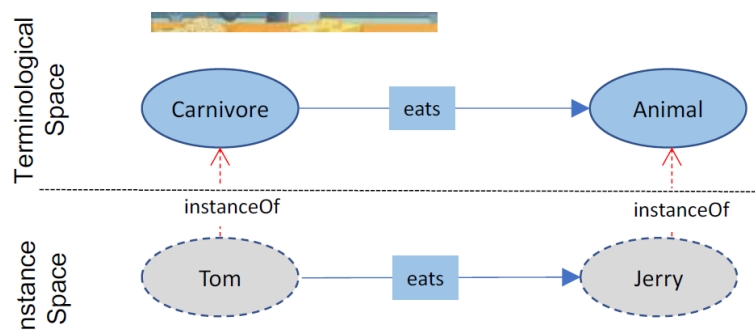 Terminological
Space
Carnivore
eats
Animal
instanceOf
instanceOf
nstance
Space
Tom
eats
Jerry